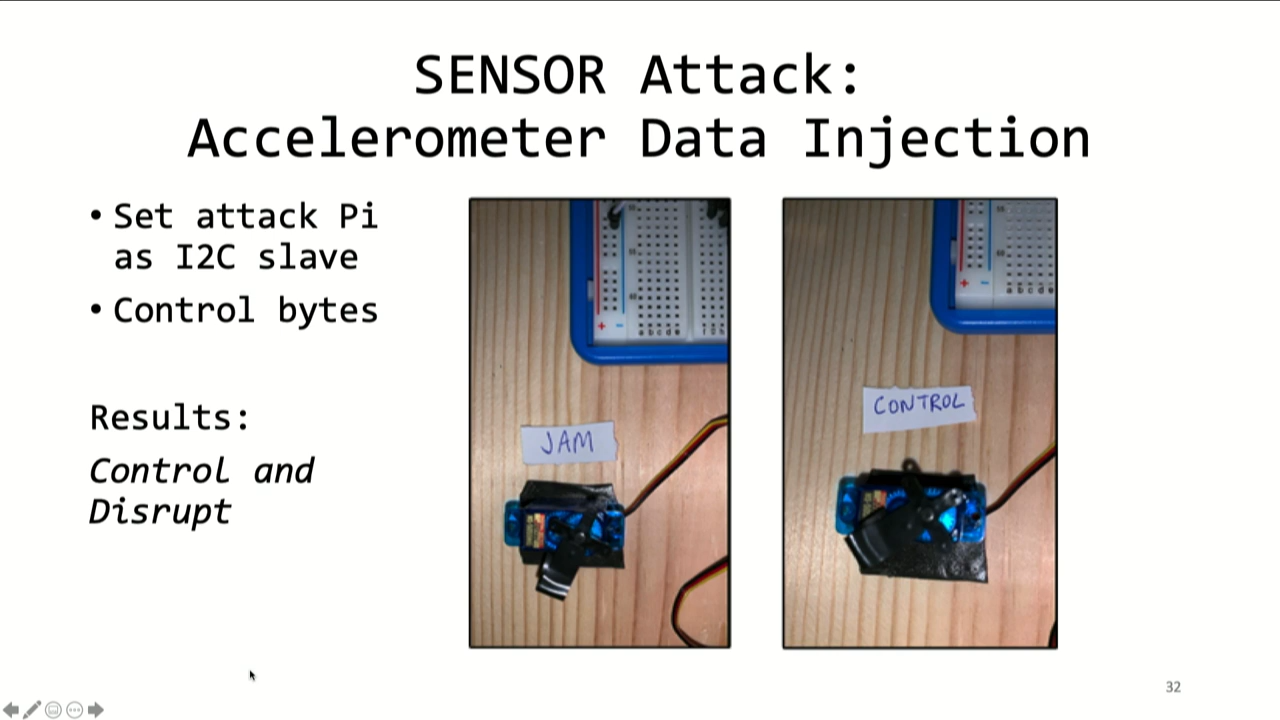 SENSOR Attack:
Accelerometer Data Injection
• Set attack Pi
as I2C slave
• Control bytes
Results:
Control and
Disrupt
JAM
CONTROL
32